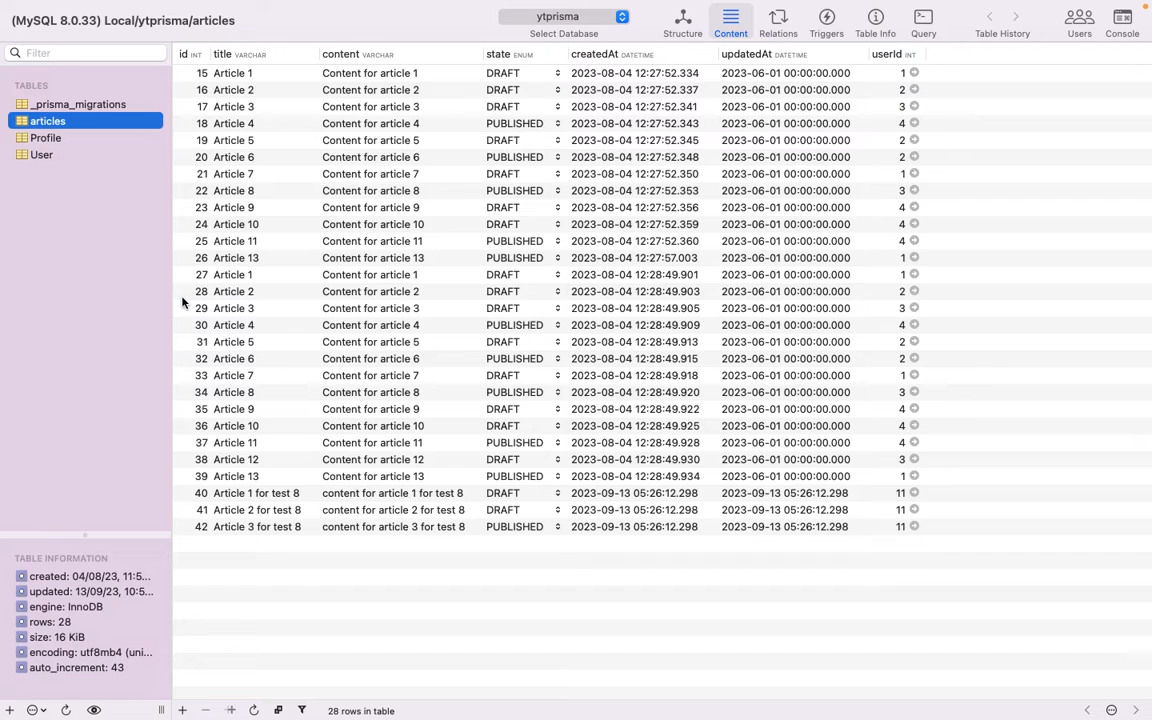 (MySQL 8.0.33) Local/ytprisma/articles
ytprisma
Select Database
Structure
Content
Relations
Triggers
Table Info
Query
Table History
Users
Console
Filter
TABLES
_prisma_migrations
articles
Profile
User
id INT title VARCHAR content VARCHAR state ENUM createdAt DATETIME updatedAt DATETIME userId INT
15 Article 1 Content for article 1 DRAFT 2023-08-04 12:27:52.334 2023-06-01 00:00:00.000 1
16 Article 2 Content for article 2 DRAFT 2023-08-04 12:27:52.337 2023-06-01 00:00:00.000 2
17 Article 3 Content for article 3 DRAFT 2023-08-04 12:27:52.341 2023-06-01 00:00:00.000 3
18 Article 4 Content for article 4 PUBLISHED 2023-08-04 12:27:52.343 2023-06-01 00:00:00.000 4
19 Article 5 Content for article 5 DRAFT 2023-08-04 12:27:52.345 2023-06-01 00:00:00.000 2
20 Article 6 Content for article 6 PUBLISHED 2023-08-04 12:27:52.348 2023-06-01 00:00:00.000 2
21 Article 7 Content for article 7 DRAFT 2023-08-04 12:27:52.350 2023-06-01 00:00:00.000 1
22 Article 8 Content for article 8 PUBLISHED 2023-08-04 12:27:52.353 2023-06-01 00:00:00.000 3
23 Article 9 Content for article 9 DRAFT 2023-08-04 12:27:52.356 2023-06-01 00:00:00.000 4
24 Article 10 Content for article 10 DRAFT 2023-08-04 12:27:52.359 2023-06-01 00:00:00.000 4
25 Article 11 Content for article 11 PUBLISHED 2023-08-04 12:27:52.360 2023-06-01 00:00:00.000 4
26 Article 13 Content for article 13 PUBLISHED 2023-08-04 12:27:57.003 2023-06-01 00:00:00.000 1
27 Article 1 Content for article 1 DRAFT 2023-08-04 12:28:49.901 2023-06-01 00:00:00.000 1
28 Article 2 Content for article 2 DRAFT 2023-08-04 12:28:49.903 2023-06-01 00:00:00.000 2
29 Article 3 Content for article 3 DRAFT 2023-08-04 12:28:49.905 2023-06-01 00:00:00.000 3
30 Article 4 Content for article 4 PUBLISHED 2023-08-04 12:28:49.909 2023-06-01 00:00:00.000 4
31 Article 5 Content for article 5 DRAFT 2023-08-04 12:28:49.913 2023-06-01 00:00:00.000 2
32 Article 6 Content for article 6 PUBLISHED 2023-08-04 12:28:49.915 2023-06-01 00:00:00.000 2
33 Article 7 Content for article 7 DRAFT 2023-08-04 12:28:49.918 2023-06-01 00:00:00.000 1
34 Article 8 Content for article 8 PUBLISHED 2023-08-04 12:28:49.920 2023-06-01 00:00:00.000 3
35 Article 9 Content for article 9 DRAFT 2023-08-04 12:28:49.922 2023-06-01 00:00:00.000 4
36 Article 10 Content for article 10 DRAFT 2023-08-04 12:28:49.925 2023-06-01 00:00:00.000 4
37 Article 11 Content for article 11 PUBLISHED 2023-08-04 12:28:49.928 2023-06-01 00:00:00.000 4
38 Article 12 Content for article 12 DRAFT 2023-08-04 12:28:49.930 2023-06-01 00:00:00.000 3
39 Article 13 Content for article 13 PUBLISHED 2023-08-04 12:28:49.934 2023-06-01 00:00:00.000 1
40 Article 1 for test 8 content for article 1 for test 8 DRAFT 2023-09-13 05:26:12.298 2023-09-13 05:26:12.298 11
41 Article 2 for test 8 content for article 2 for test 8 DRAFT 2023-09-13 05:26:12.298 2023-09-13 05:26:12.298 11
42 Article 3 for test 8 content for article 3 for test 8 PUBLISHED 2023-09-13 05:26:12.298 2023-09-13 05:26:12.298 11
TABLE INFORMATION
created: 04/08/23, 11:5...
updated: 13/09/23, 10:5...
engine: InnoDB
rows: 28
size: 16 KiB
encoding: utf8mb4 (uni...
auto_increment: 43
28 rows in table